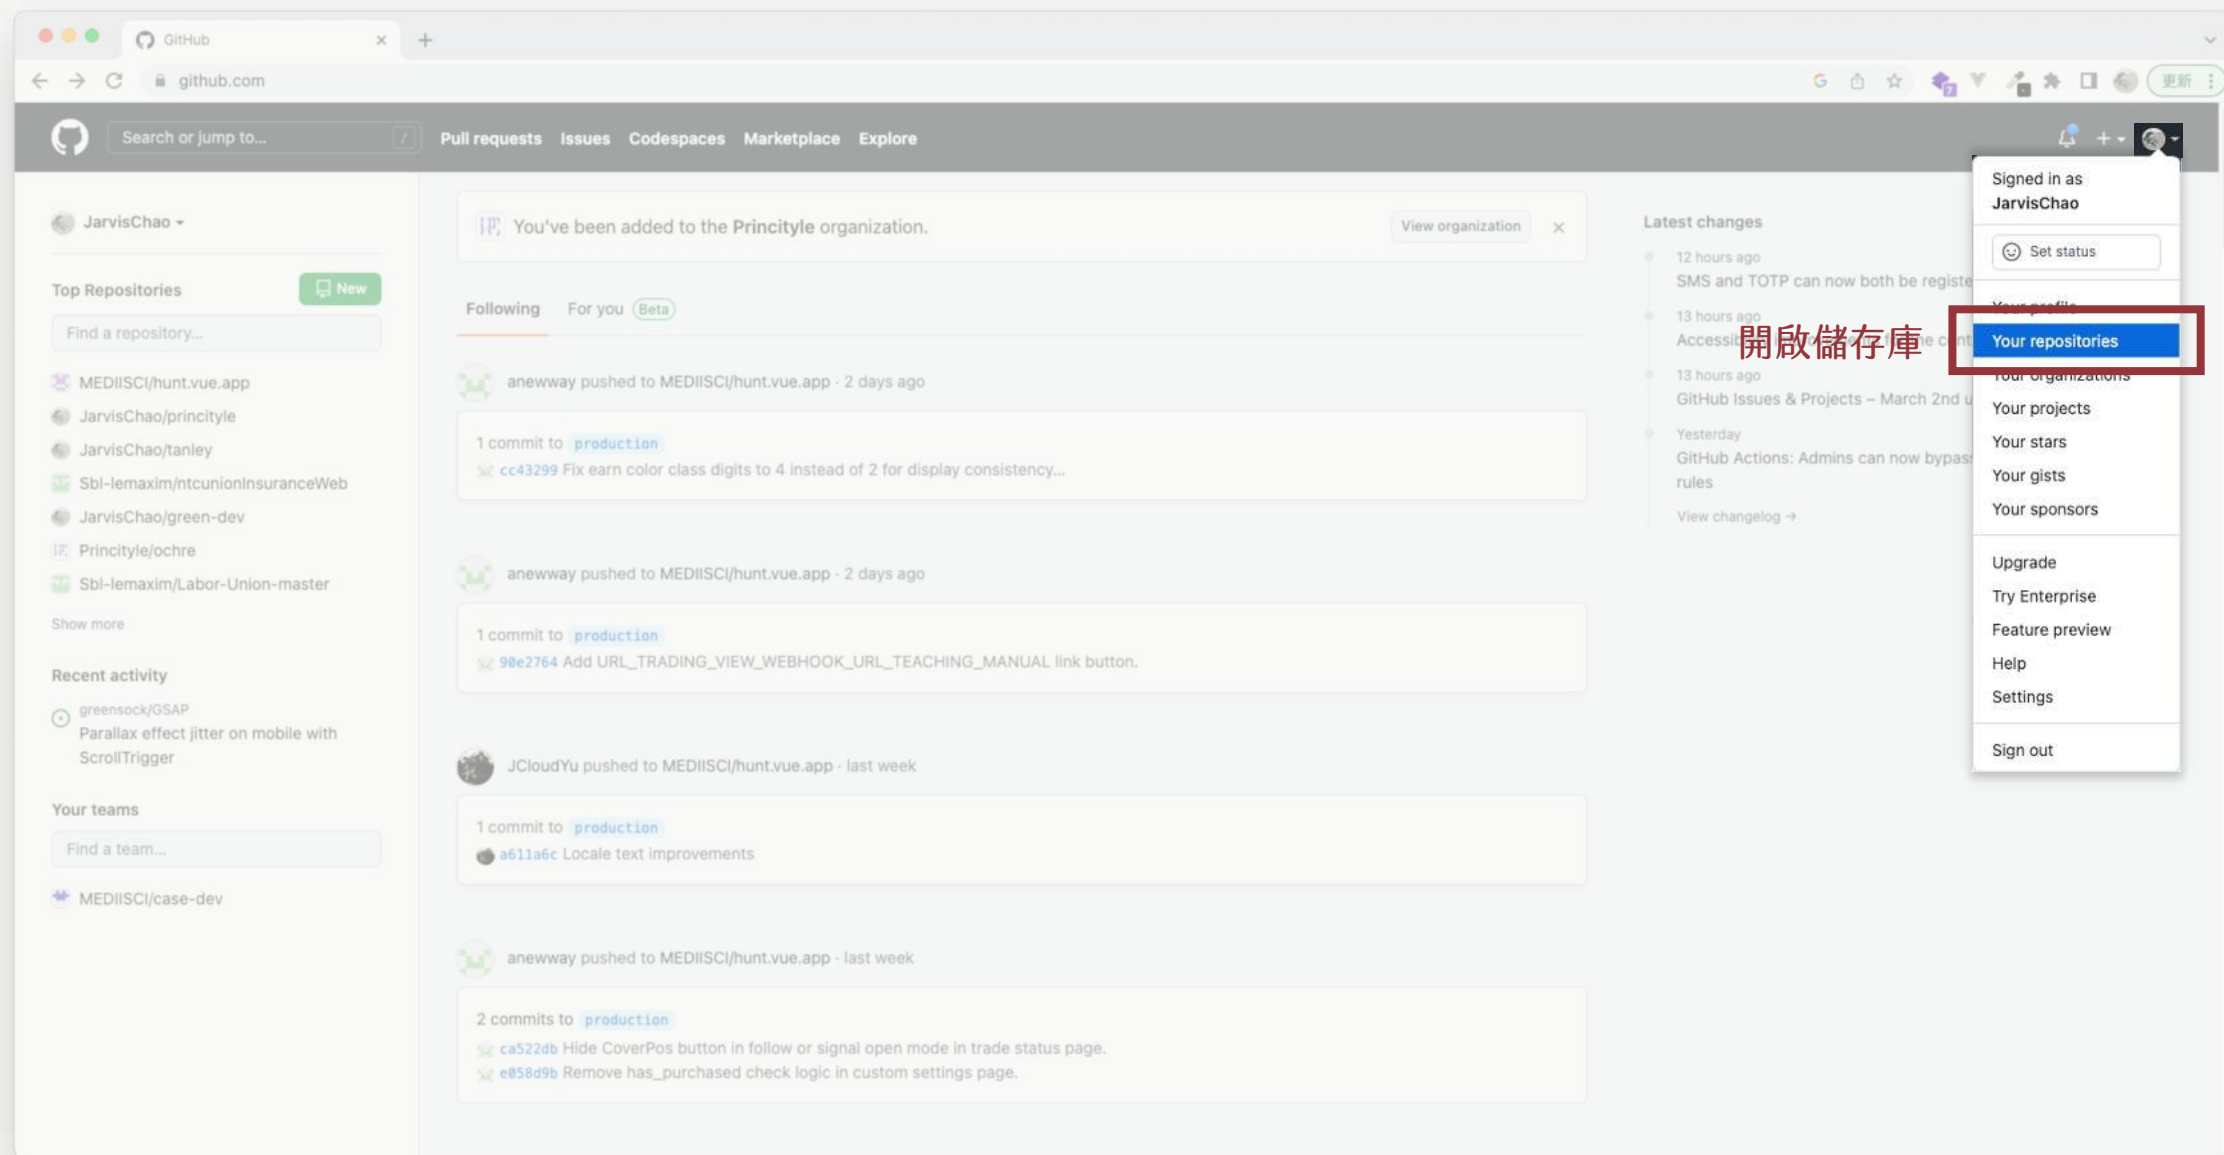 GitHub
github.com
更新
Search or jump to...
/
Pull requests Issues Codespaces Marketplace Explore
JarvisChao
Top Repositories
New
Find a repository...
MEDIISCI/hunt.vue.app
JarvisChao/princityle
JarvisChao/tanley
Sbl-lemaxim/ntcunionInsuranceWeb
JarvisChao/green-dev
Princityle/ochre
Sbl-lemaxim/Labor-Union-master
Show more
Recent activity
greensock/GSAP
Parallax effect jitter on mobile with
ScrollTrigger
Your teams
Find a team...
MEDIISCI/case-dev
You've been added to the Princityle organization.
View organization
Following For you Beta
anewway pushed to MEDIISCI/hunt.vue.app · 2 days ago
1 commit to production
cc43299 Fix earn color class digits to 4 instead of 2 for display consistency...
anewway pushed to MEDIISCI/hunt.vue.app · 2 days ago
1 commit to production
90e2764 Add URL_TRADING_VIEW_WEBHOOK_URL_TEACHING_MANUAL link button.
JCloudYu pushed to MEDIISCI/hunt.vue.app · last week
1 commit to production
a611a6c Locale text improvements
anewway pushed to MEDIISCI/hunt.vue.app · last week
2 commits to production
ca522db Hide CoverPos button in follow or signal open mode in trade status page.
e058d9b Remove has_purchased check logic in custom settings page.
Latest changes
12 hours ago
SMS and TOTP can now both be registe
13 hours ago
開啟儲存庫
13 hours ago
GitHub Issues & Projects – March 2nd u
Yesterday
GitHub Actions: Admins can now bypass
rules
View changelog →
Signed in as
JarvisChao
Set status
Your profile
Your repositories
Your organizations
Your projects
Your stars
Your gists
Your sponsors
Upgrade
Try Enterprise
Feature preview
Help
Settings
Sign out